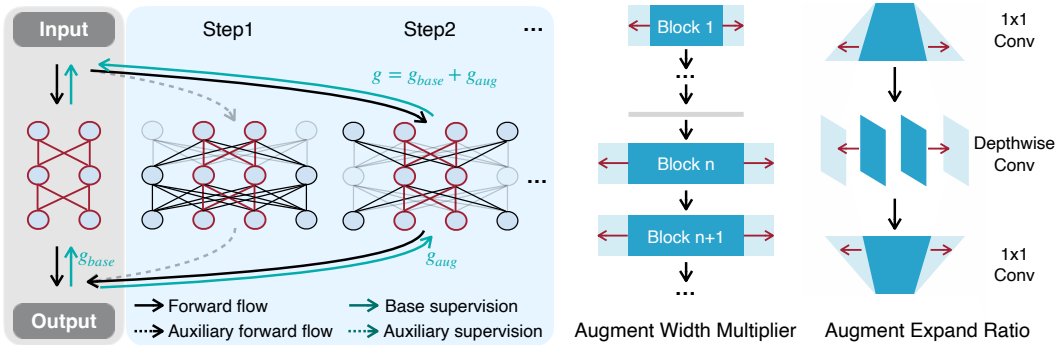 Input
Step1
Step2
...
g = g_base + g_aug
...
g_base
g_aug
Output
Forward flow
Base supervision
Auxiliary forward flow
Auxiliary supervision
Block 1
...
Block n
Block n+1
...
Augment Width Multiplier
1x1
Conv
Depthwise
Conv
1x1
Conv
Augment Expand Ratio